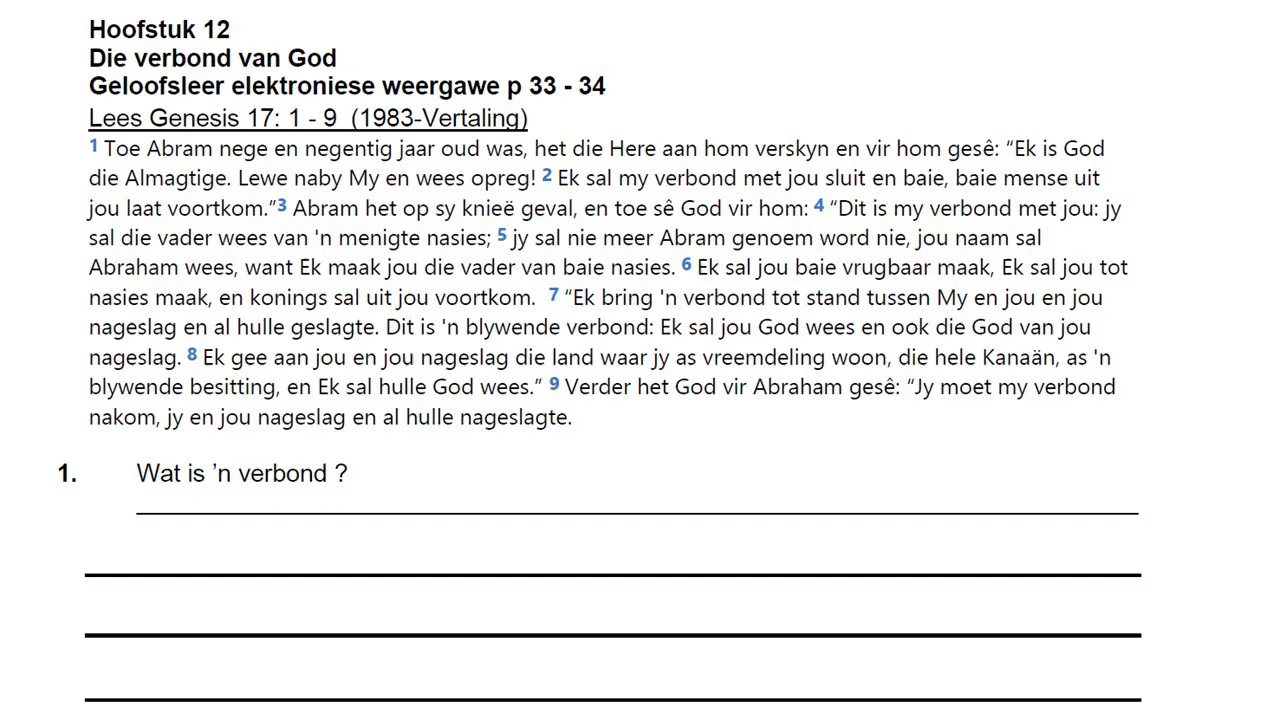 Hoofstuk 12
Die verbond van God
Geloofsleer elektroniese weergawe p 33 - 34
Lees Genesis 17: 1 - 9 (1983-Vertaling)
1 Toe Abram nege en negentig jaar oud was, het die Here aan hom verskyn en vir hom gesê: “Ek is God
die Almagtige. Lewe naby My en wees opreg! 2 Ek sal my verbond met jou sluit en baie, baie mense uit
jou laat voortkom.”3 Abram het op sy knieë geval, en toe sê God vir hom: 4 “Dit is my verbond met jou: jy
sal die vader wees van 'n menigte nasies; 5 jy sal nie meer Abram genoem word nie, jou naam sal
Abraham wees, want Ek maak jou die vader van baie nasies. 6 Ek sal jou baie vrugbaar maak, Ek sal jou tot
nasies maak, en konings sal uit jou voortkom. 7 “Ek bring 'n verbond tot stand tussen My en jou en jou
nageslag en al hulle geslagte. Dit is 'n blywende verbond: Ek sal jou God wees en ook die God van jou
nageslag. 8 Ek gee aan jou en jou nageslag die land waar jy as vreemdeling woon, die hele Kanaän, as 'n
blywende besitting, en Ek sal hulle God wees.” 9 Verder het God vir Abraham gesê: “Jy moet my verbond
nakom, jy en jou nageslag en al hulle nageslagte.
1. Wat is ’n verbond ?